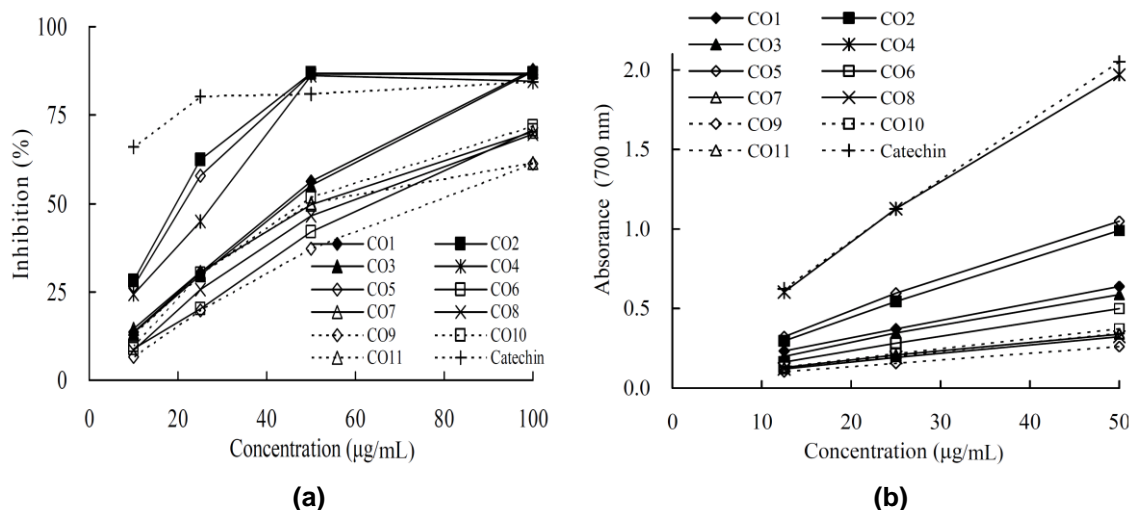 100
75
50
25
0
0 20 40 60 80 100
Inhibition (%)
Concentration (μg/mL)
CO1 CO2
CO3 CO4
CO5 CO6
CO7 CO8
CO9 CO10
CO11 Catechin
(a)
CO1 CO2
CO3 CO4
CO5 CO6
CO7 CO8
CO9 CO10
CO11 Catechin
2.0
1.5
1.0
0.5
0.0
0 10 20 30 40 50
Absorance (700 nm)
Concentration (μg/mL)
(b)